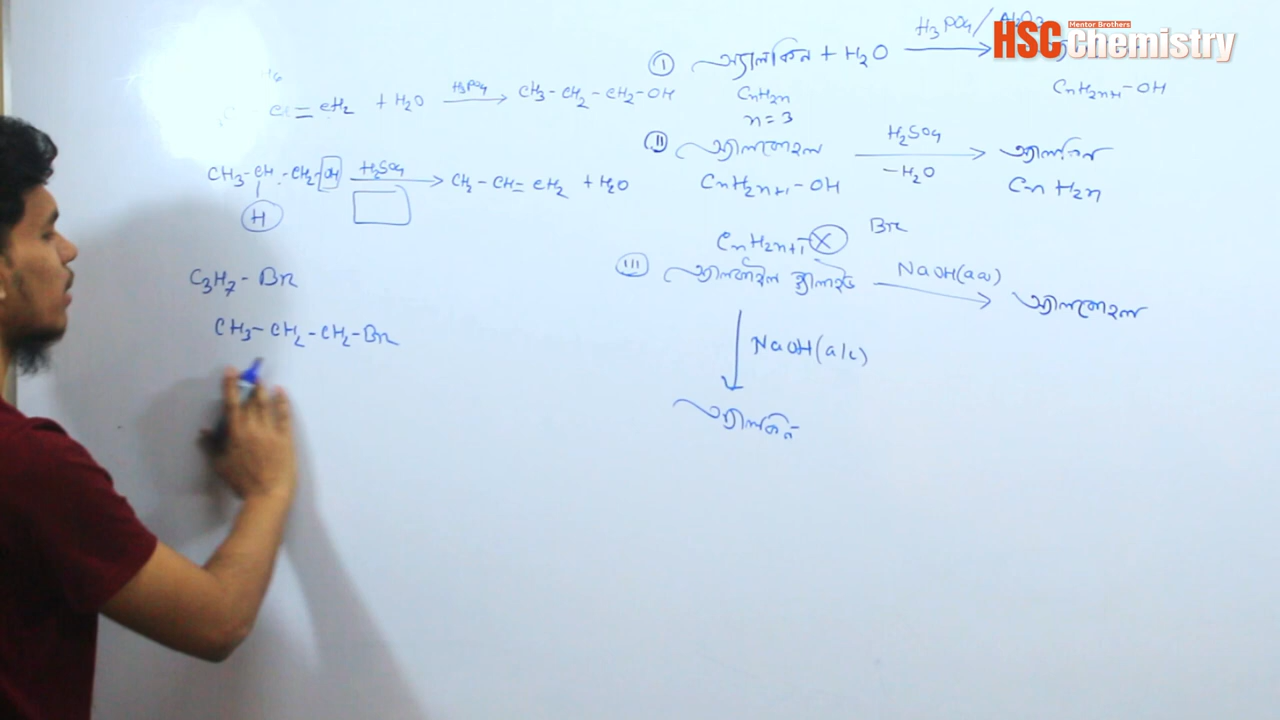 Mentor Brothers
HSC Chemistry
CH = CH₂ + H₂O —H₃PO₄→ CH₃-CH₂-CH₂-OH
CH₃-CH-CH₂-OH —H₂SO₄→ CH₃-CH=CH₂ + H₂O
H
C₃H₇-Br
CH₃-CH₂-CH₂-Br
① অ্যালকিন + H₂O —H₃PO₄/Al₂O₃→
CₙH₂ₙ CₙH₂ₙ₊₁-OH
n=3
ⅱ অ্যালকোহল —H₂SO₄ -H₂O→ অ্যালকিন
CₙH₂ₙ₊₁-OH CₙH₂ₙ
CₙH₂ₙ₊₁-X Br
ⅲ অ্যালকাইল হ্যালাইড —NaOH(aq)→ অ্যালকোহল
NaOH(alc)
অ্যালকিন